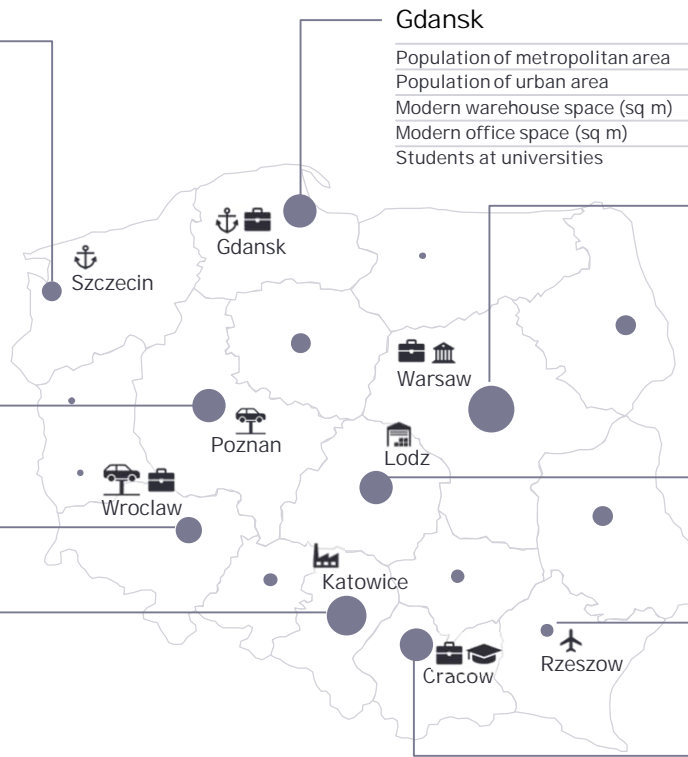 Gdansk
Population of metropolitan area
Population of urban area
Modern warehouse space (sq m)
Modern office space (sq m)
Students at universities
Gdansk
Szczecin
Warsaw
Poznan
Lodz
Wroclaw
Katowice
Cracow
Rzeszow